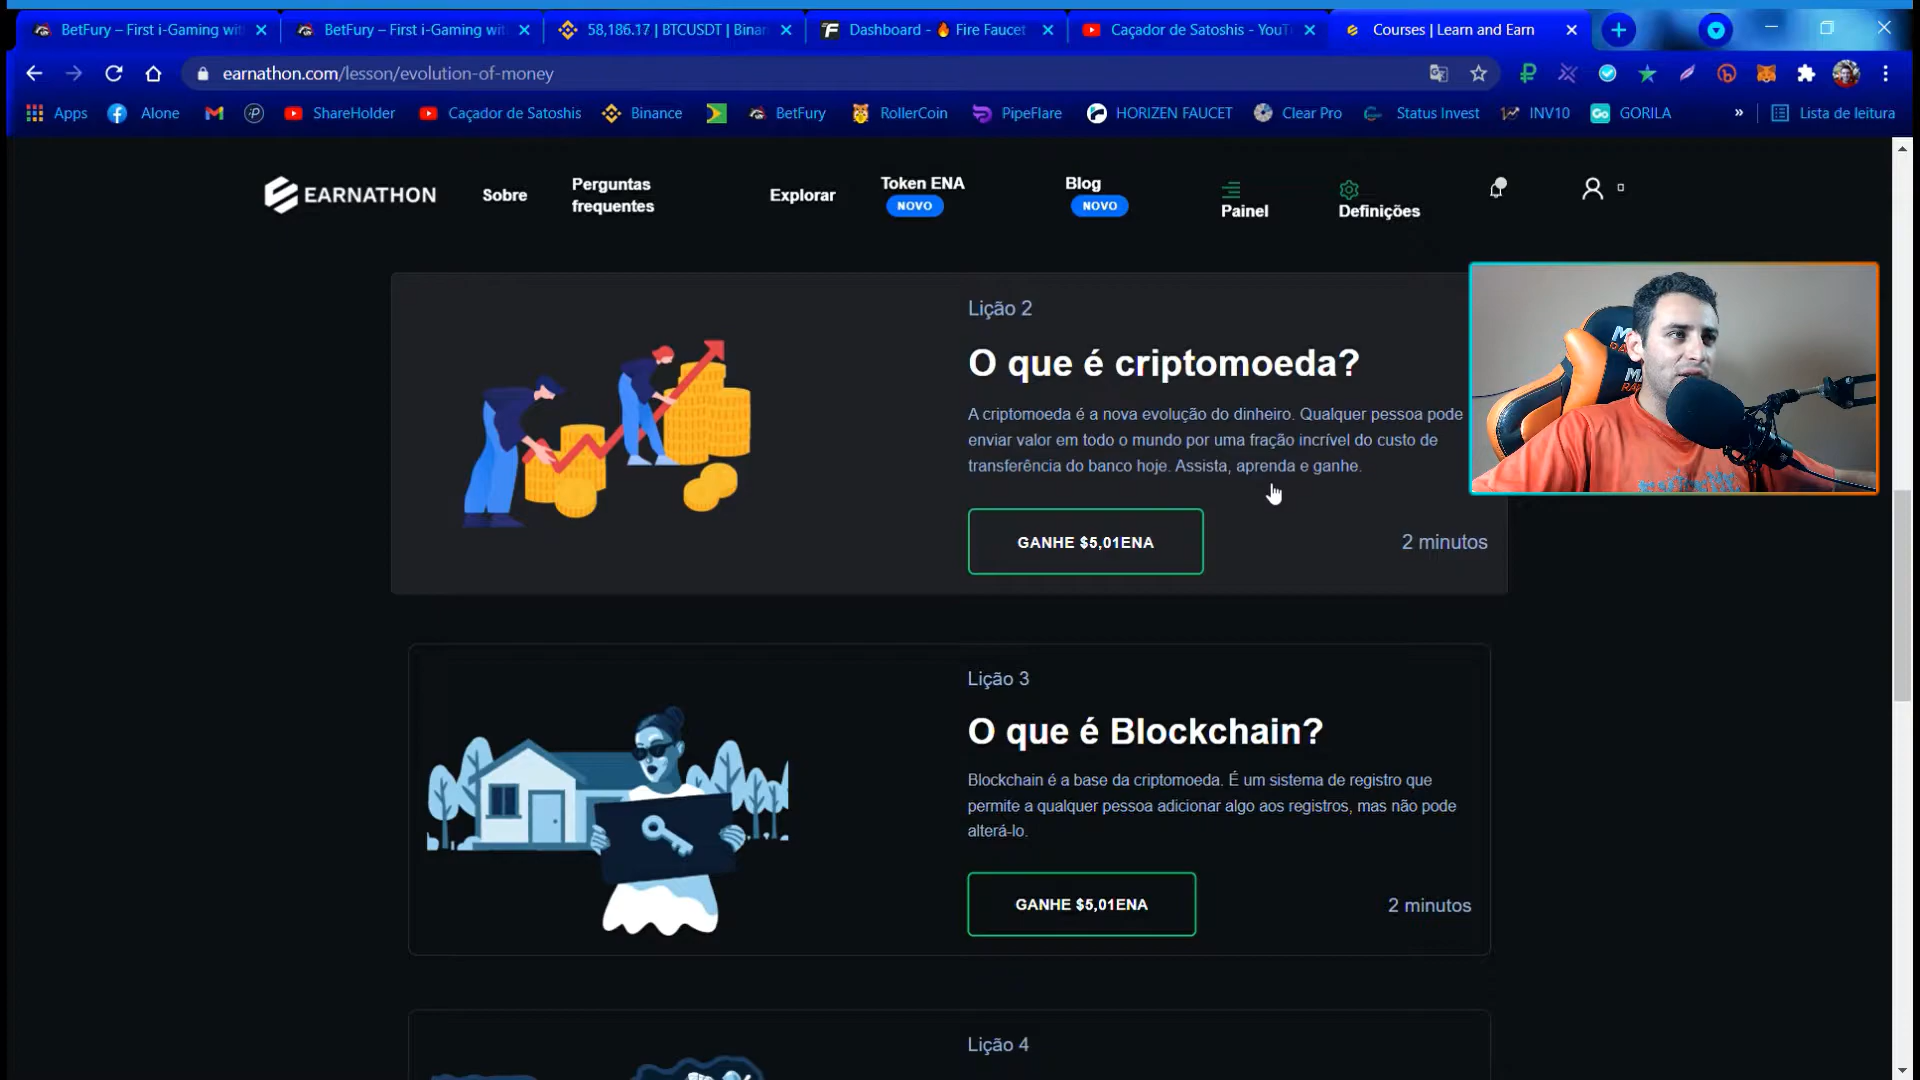 BetFury – First i-Gaming wit
BetFury – First i-Gaming wit
58,186.17 | BTCUSDT | Binan
Dashboard - 🔥 Fire Faucet
Caçador de Satoshis - YouT
Courses | Learn and Earn
earnathon.com/lesson/evolution-of-money
Apps
Alone
ShareHolder
Caçador de Satoshis
Binance
BetFury
RollerCoin
PipeFlare
HORIZEN FAUCET
Clear Pro
Status Invest
INV10
GORILA
»
Lista de leitura
EARNATHON
Sobre
Perguntas
frequentes
Explorar
Token ENA
NOVO
Blog
NOVO
Painel
Definições
Lição 2
O que é criptomoeda?
A criptomoeda é a nova evolução do dinheiro. Qualquer pessoa pode
enviar valor em todo o mundo por uma fração incrível do custo de
transferência do banco hoje. Assista, aprenda e ganhe.
GANHE $5,01ENA
2 minutos
Lição 3
O que é Blockchain?
Blockchain é a base da criptomoeda. É um sistema de registro que
permite a qualquer pessoa adicionar algo aos registros, mas não pode
alterá-lo.
GANHE $5,01ENA
2 minutos
Lição 4